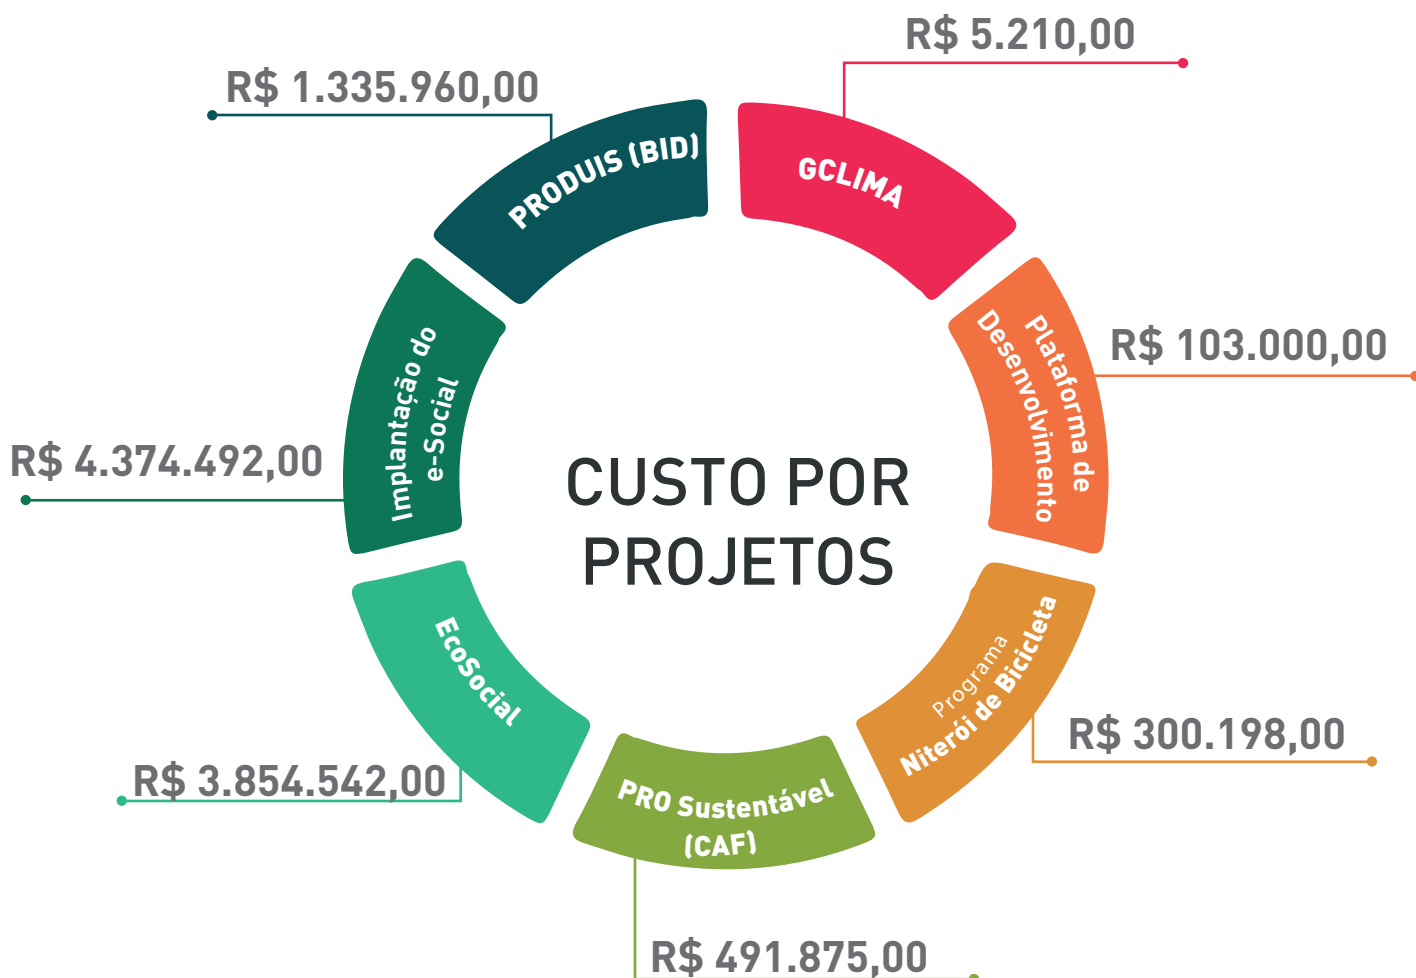 R$ 5.210,00
R$ 1.335.960,00
PRODUIS (BID)
GCLIMA
Plataforma de
Desenvolvimento
R$ 103.000,00
Implantação do
e-Social
R$ 4.374.492,00
CUSTO POR
PROJETOS
EcoSocial
R$ 3.854.542,00
Programa
Niterói de Bicicleta
R$ 300.198,00
PRO Sustentável
(CAF)
R$ 491.875,00